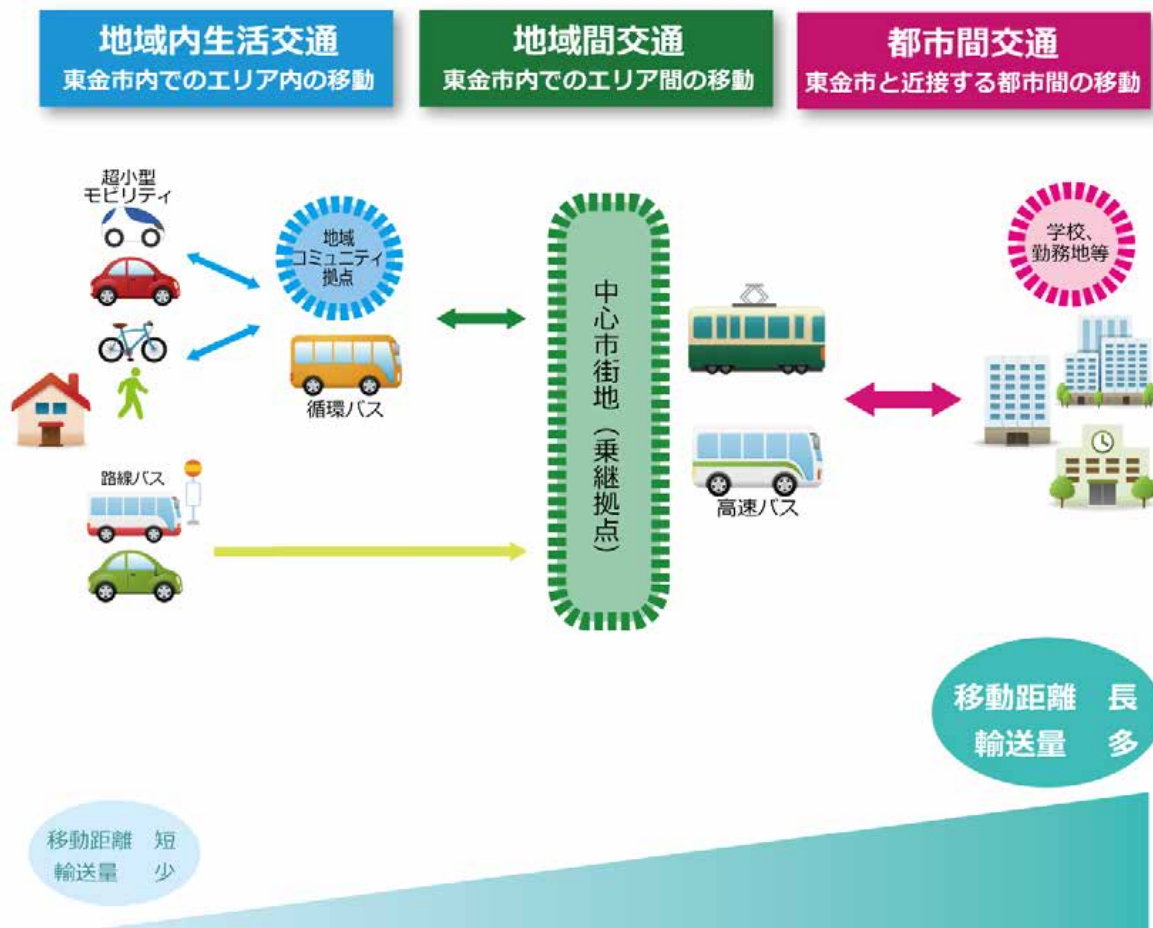 地域内生活交通
東金市内でのエリア内の移動
地域間交通
東金市内でのエリア間の移動
都市間交通
東金市と近接する都市間の移動
超小型
モビリティ
地域
コミュニティ
拠点
循環バス
路線バス
中心市街地（乗継拠点）
高速バス
学校、
勤務地等
移動距離　長
輸送量　多
移動距離　短
輸送量　少